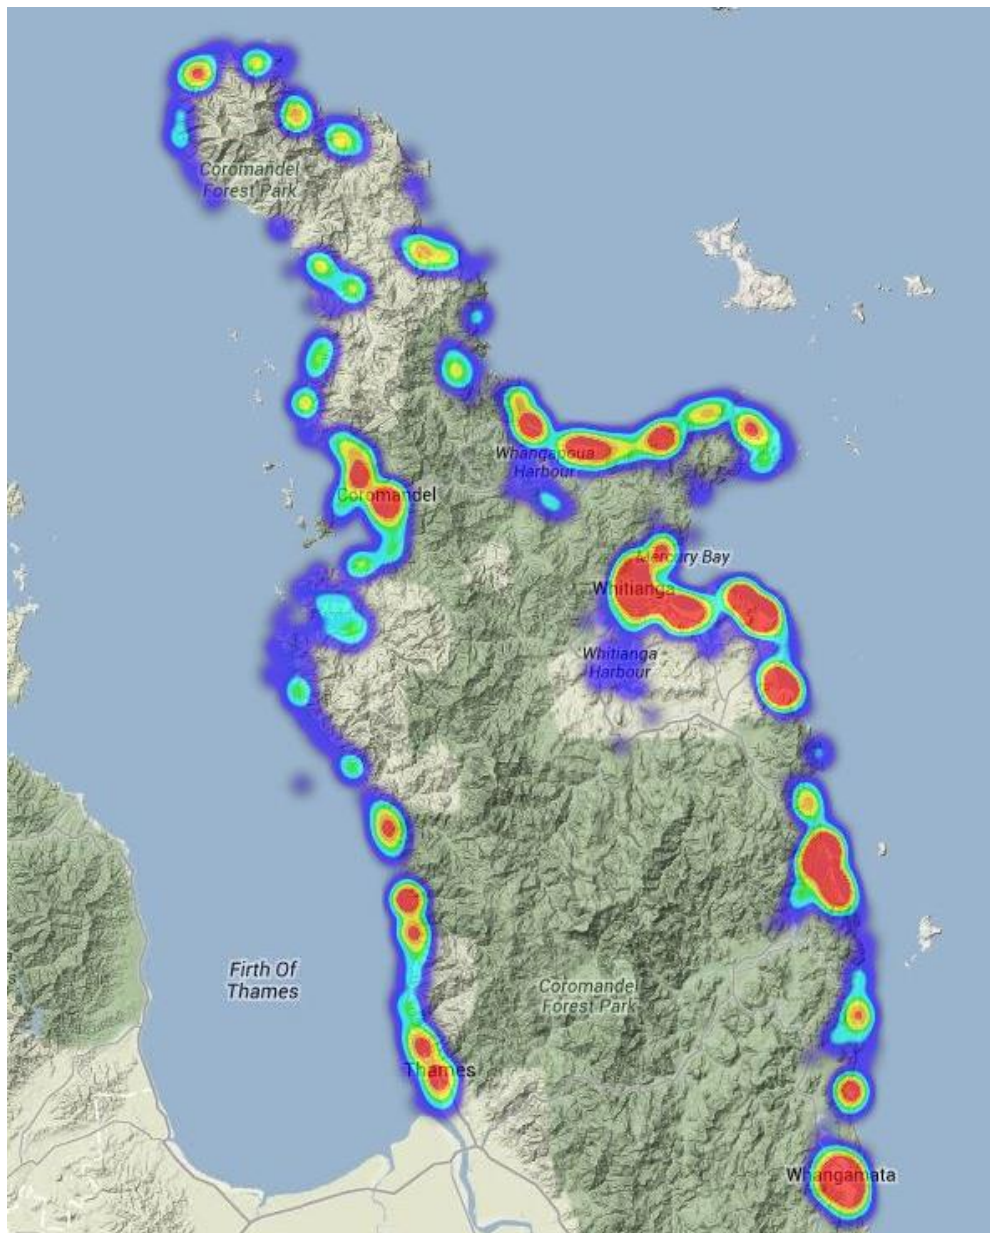 Coromandel
Forest Park
Whangapoua
Harbour
Coromandel
Mercury Bay
Whitianga
Whitianga
Harbour
Firth Of
Thames
Coromandel
Forest Park
Thames
Whangamata